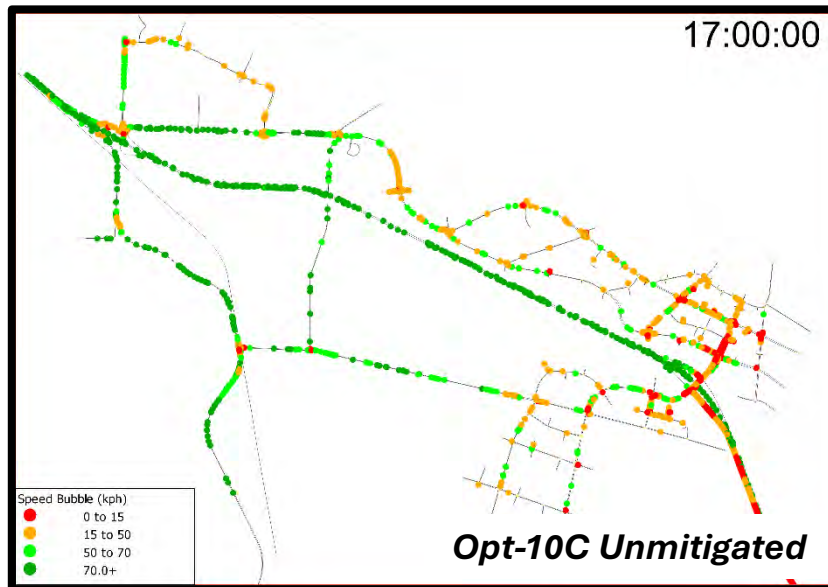 17:00:00
Speed Bubble (kph)
0 to 15
15 to 50
50 to 70
70.0+
Opt-10C Unmitigated